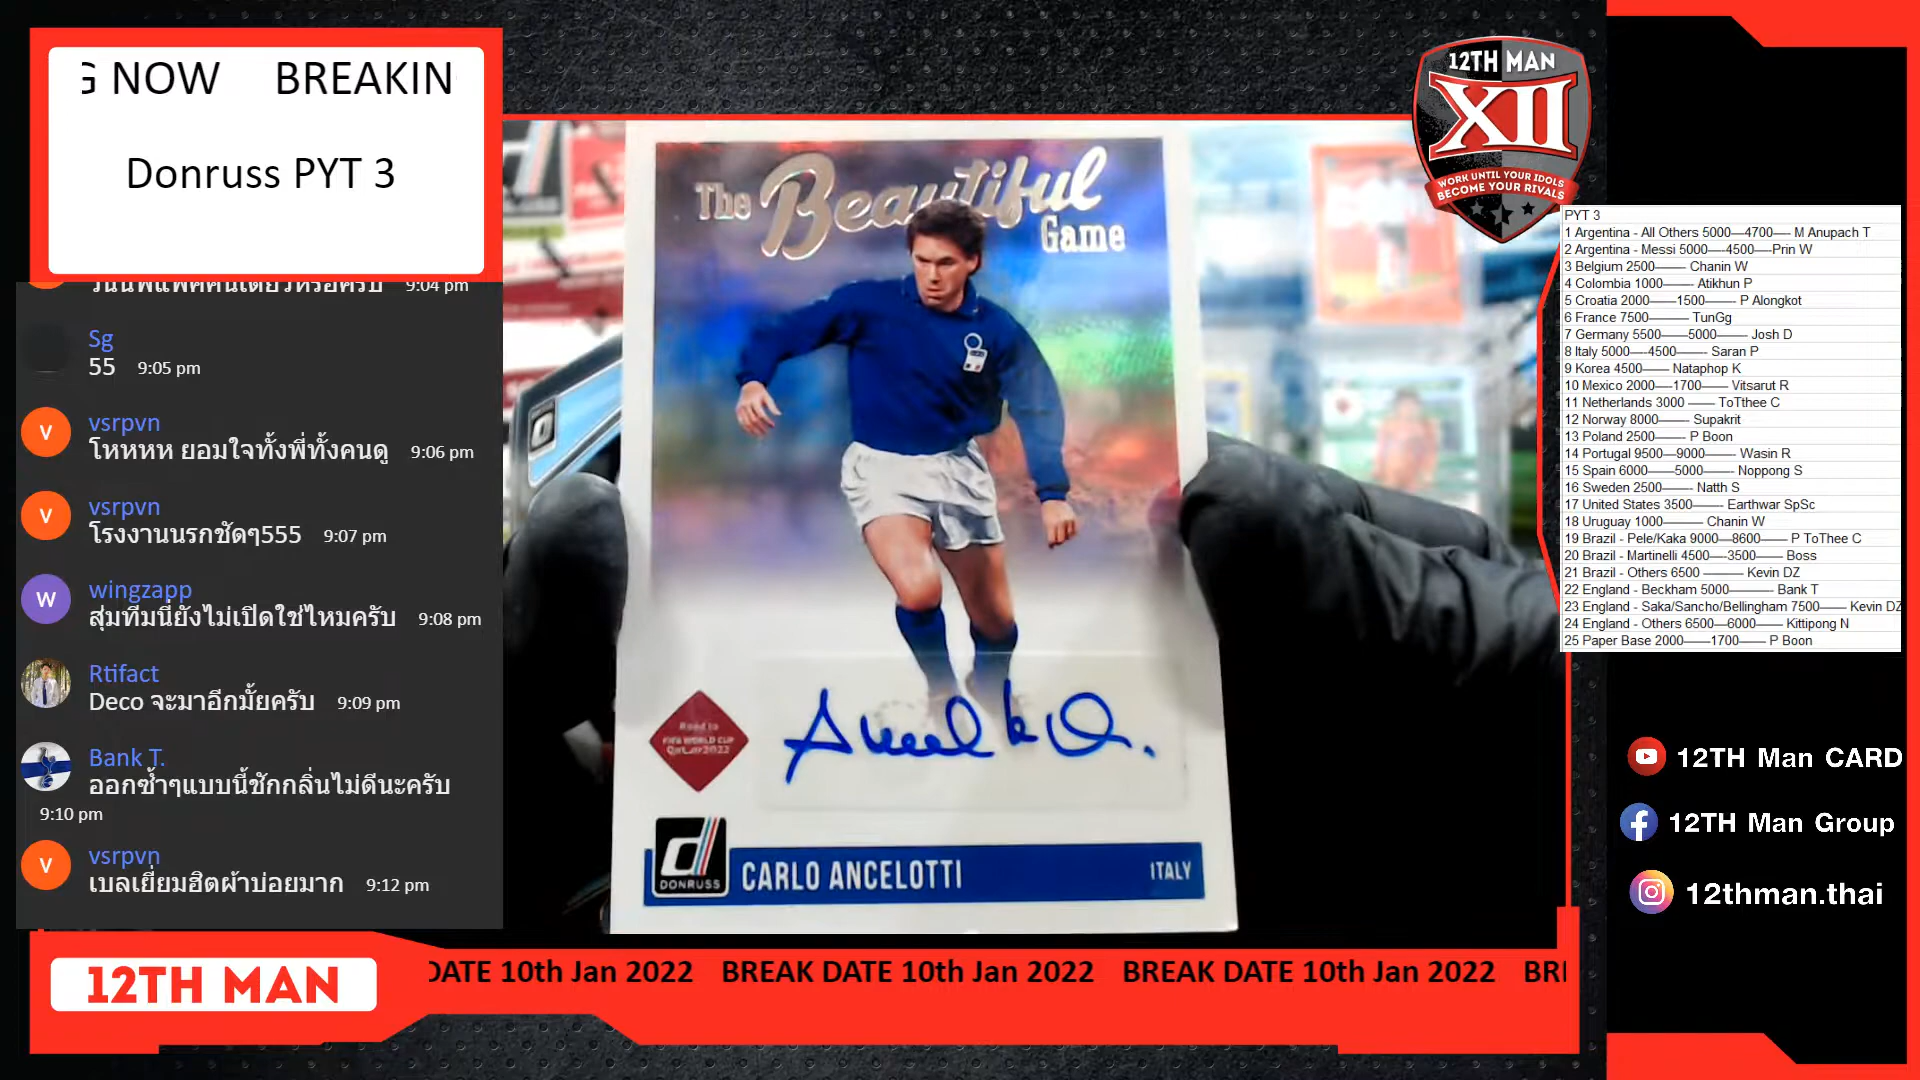 G NOW BREAKIN
Donruss PYT 3
9:04 pm
Sg
55 9:05 pm
vsrpvn
โหหหห ยอมใจทั้งพี่ทั้งคนดู 9:06 pm
vsrpvn
โรงงานนรกชัดๆ555 9:07 pm
wingzapp
สุ่มทีมนี่ยังไม่เปิดใช่ไหมครับ 9:08 pm
Rtifact
Deco จะมาอีกมั้ยครับ 9:09 pm
Bank T.
ออกซ้ำๆแบบนี้ชักกลิ่นไม่ดีนะครับ
9:10 pm
vsrpvn
เบลเยี่ยมฮิตผ้าบ่อยมาก 9:12 pm
The Beautiful
Game
Road to
FIFA WORLD CUP
Qatar2022
DONRUSS
CARLO ANCELOTTI
ITALY
12TH MAN
XII
WORK UNTIL YOUR IDOLS
BECOME YOUR RIVALS
PYT 3
1 Argentina - All Others 5000—4700—- M Anupach T
2 Argentina - Messi 5000—-4500—-Prin W
3 Belgium 2500——- Chanin W
4 Colombia 1000——- Atikhun P
5 Croatia 2000——1500——- P Alongkot
6 France 7500——— TunGg
7 Germany 5500——5000——- Josh D
8 Italy 5000—-4500——- Saran P
9 Korea 4500—— Nataphop K
10 Mexico 2000—-1700—— Vitsarut R
11 Netherlands 3000 —— ToTthee C
12 Norway 8000——- Supakrit
13 Poland 2500——- P Boon
14 Portugal 9500—9000——- Wasin R
15 Spain 6000——5000——- Noppong S
16 Sweden 2500——- Natth S
17 United States 3500——- Earthwar SpSc
18 Uruguay 1000——— Chanin W
19 Brazil - Pele/Kaka 9000——8600——- P ToThee C
20 Brazil - Martinelli 4500—-3500——- Boss
21 Brazil - Others 6500 ——— Kevin DZ
22 England - Beckham 5000———- Bank T
23 England - Saka/Sancho/Bellingham 7500—— Kevin DZ
24 England - Others 6500—6000—— Kittipong N
25 Paper Base 2000——1700—— P Boon
12TH Man CARD
12TH Man Group
12thman.thai
12TH MAN
DATE 10th Jan 2022 BREAK DATE 10th Jan 2022 BREAK DATE 10th Jan 2022 BRE